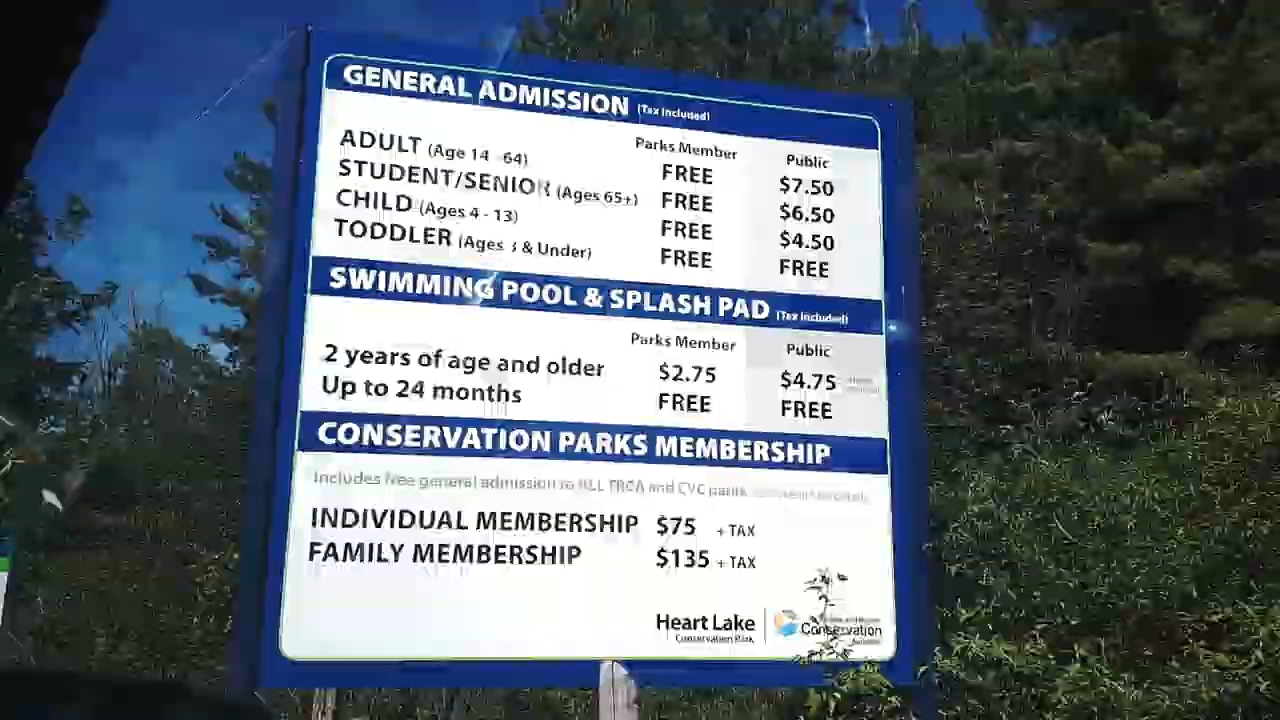 GENERAL ADMISSION (Tax Included)
Parks Member Public
ADULT (Age 14 - 64) FREE $7.50
STUDENT/SENIOR (Ages 65+) FREE $6.50
CHILD (Ages 4 - 13) FREE $4.50
TODDLER (Ages 3 & Under) FREE FREE
SWIMMING POOL & SPLASH PAD (Tax Included)
Parks Member Public
2 years of age and older $2.75 $4.75
Up to 24 months FREE FREE
CONSERVATION PARKS MEMBERSHIP
Includes free general admission to ALL TRCA and CVC parks
INDIVIDUAL MEMBERSHIP $75 + TAX
FAMILY MEMBERSHIP $135 + TAX
Heart Lake
Conservation Park
Conservation